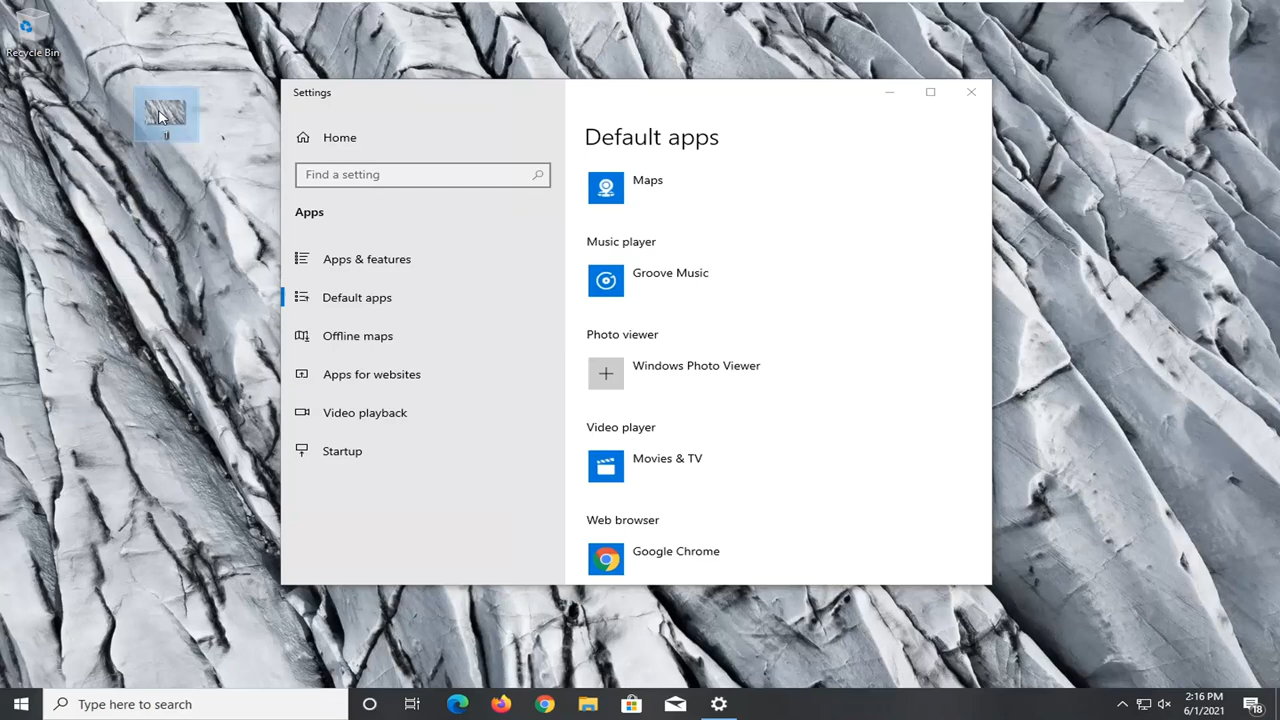 Recycle Bin
Settings
Home
Find a setting
Apps
Apps & features
Default apps
Offline maps
Apps for websites
Video playback
Startup
Default apps
Maps
Music player
Groove Music
Photo viewer
Windows Photo Viewer
Video player
Movies & TV
Web browser
Google Chrome
Type here to search
2:16 PM
6/1/2021
18